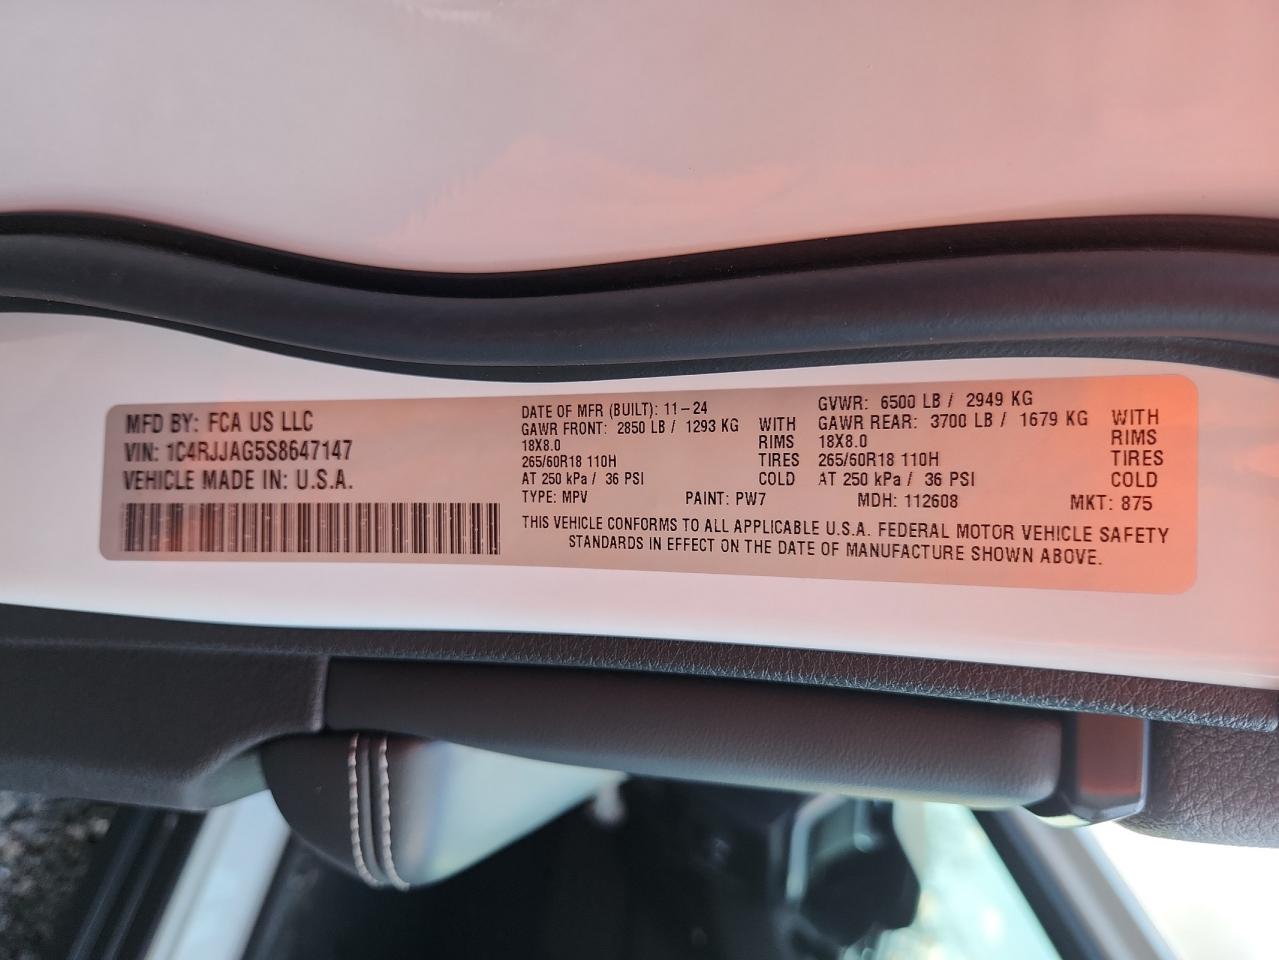 MFD BY: FCA US LLC
VIN: 1C4RJJAG5S8647147
VEHICLE MADE IN: U.S.A.
DATE OF MFR (BUILT): 11-24
GAWR FRONT: 2850 LB / 1293 KG WITH
18X8.0 RIMS
265/60R18 110H TIRES
AT 250 kPa / 36 PSI COLD
GVWR: 6500 LB / 2949 KG
GAWR REAR: 3700 LB / 1679 KG WITH
18X8.0 RIMS
265/60R18 110H TIRES
AT 250 kPa / 36 PSI COLD
TYPE: MPV PAINT: PW7 MDH: 112608 MKT: 875
THIS VEHICLE CONFORMS TO ALL APPLICABLE U.S.A. FEDERAL MOTOR VEHICLE SAFETY
STANDARDS IN EFFECT ON THE DATE OF MANUFACTURE SHOWN ABOVE.